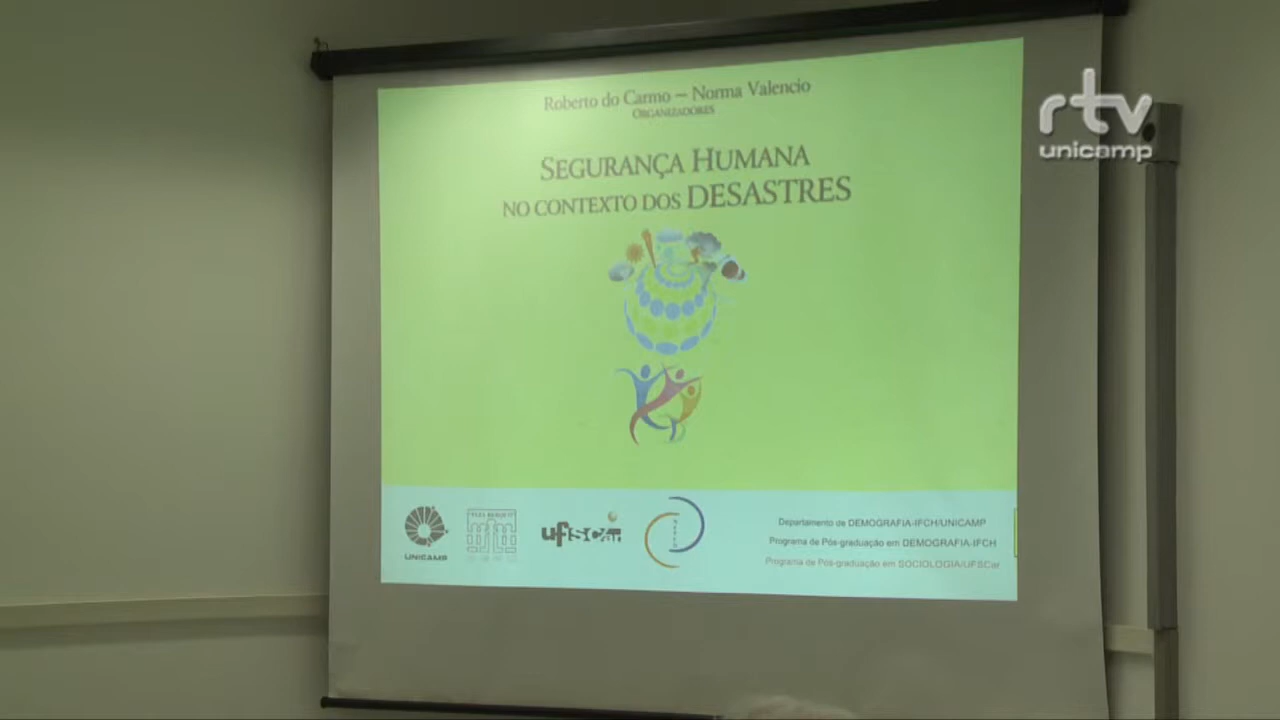 Roberto do Carmo – Norma Valencio
ORGANIZADORES
SEGURANÇA HUMANA
NO CONTEXTO DOS DESASTRES
rtv
unicamp
UNICAMP
ufscar
Departamento de DEMOGRAFIA-IFCH/UNICAMP
Programa de Pós-graduação em DEMOGRAFIA-IFCH
Programa de Pós-graduação em SOCIOLOGIA/UFSCar